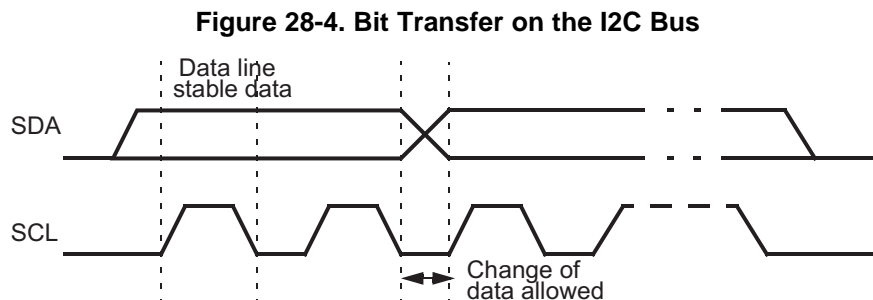 Figure 28-4. Bit Transfer on the I2C Bus
Data line
stable data
SDA
SCL
Change of
data allowed